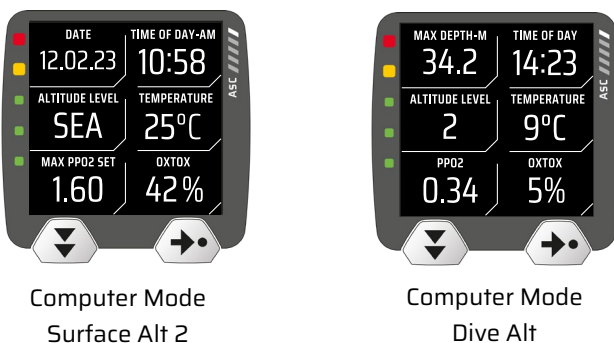 DATE TIME OF DAY-AM
12.02.23 10:58
ALTITUDE LEVEL TEMPERATURE
SEA 25°C
MAX PPO2 SET OXTOX
1.60 42%
ASC
Computer Mode
Surface Alt 2
MAX DEPTH-M TIME OF DAY
34.2 14:23
ALTITUDE LEVEL TEMPERATURE
2 9°C
PPO2 OXTOX
0.34 5%
ASC
Computer Mode
Dive Alt